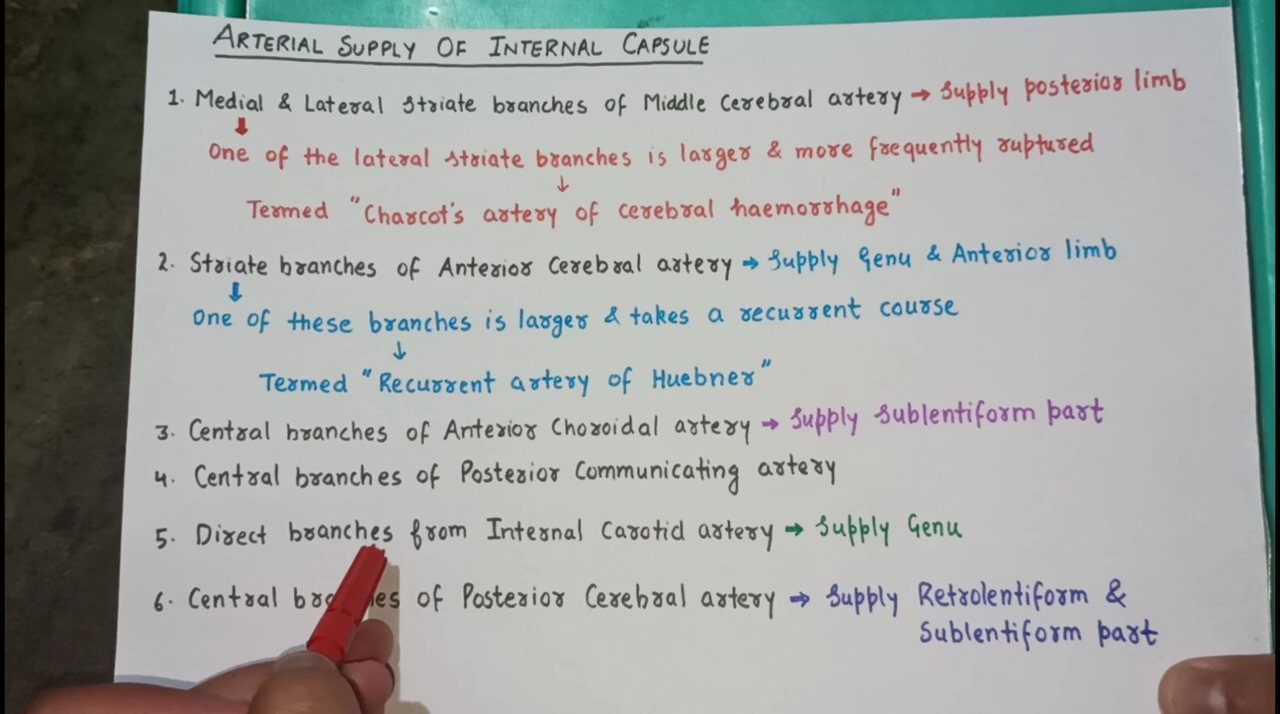 ARTERIAL SUPPLY OF INTERNAL CAPSULE
1. Medial & Lateral Striate branches of Middle Cerebral artery → Supply posterior limb
One of the lateral striate branches is larger & more frequently ruptured
↓
Termed "Charcot's artery of cerebral haemorrhage"
2. Striate branches of Anterior Cerebral artery → Supply Genu & Anterior limb
One of these branches is larger & takes a recurrent course
↓
Termed "Recurrent artery of Huebner"
3. Central branches of Anterior Choroidal artery → Supply Sublentiform part
4. Central branches of Posterior Communicating artery
5. Direct branches from Internal Carotid artery → Supply Genu
6. Central branches of Posterior Cerebral artery → Supply Retrolentiform &
Sublentiform part